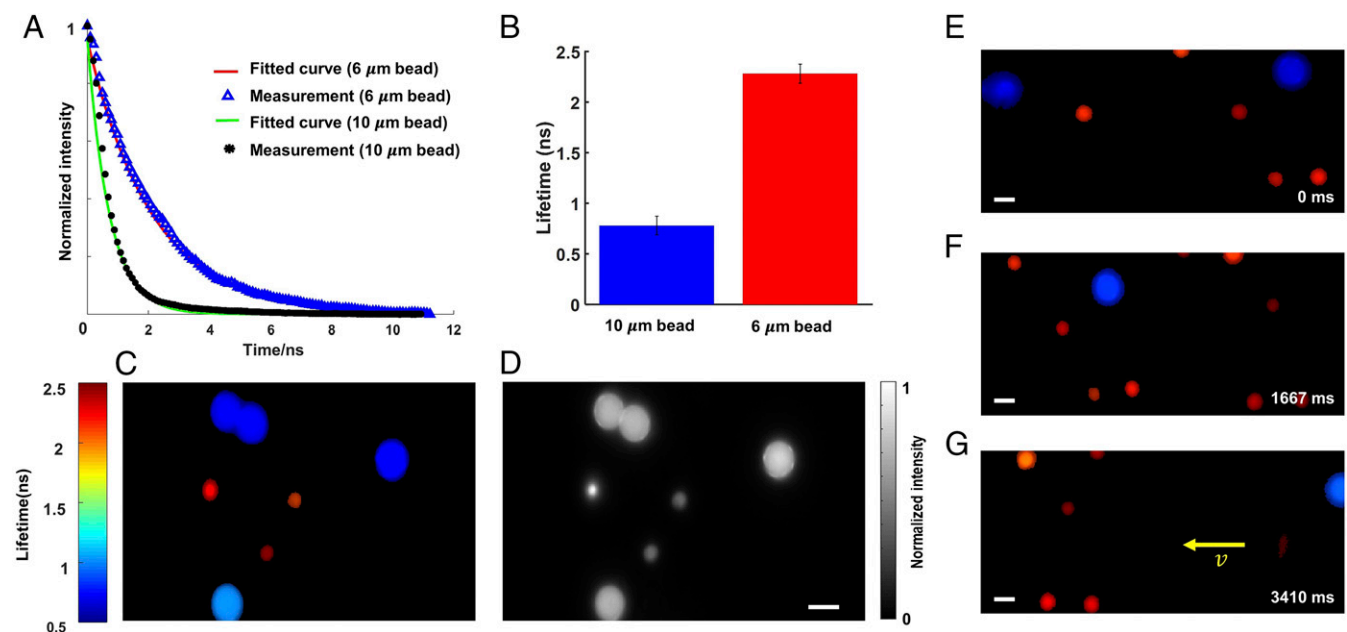 A
1
Normalized intensity
Fitted curve (6 μm bead)
Measurement (6 μm bead)
Fitted curve (10 μm bead)
Measurement (10 μm bead)
0
2
4
6
8
10
12
Time/ns
B
Lifetime (ns)
2.5
2
1.5
1
0.5
0
10 μm bead
6 μm bead
C
Lifetime(ns)
2.5
2
1.5
1
0.5
D
1
0
Normalized intensity
E
0 ms
F
1667 ms
G
v
3410 ms